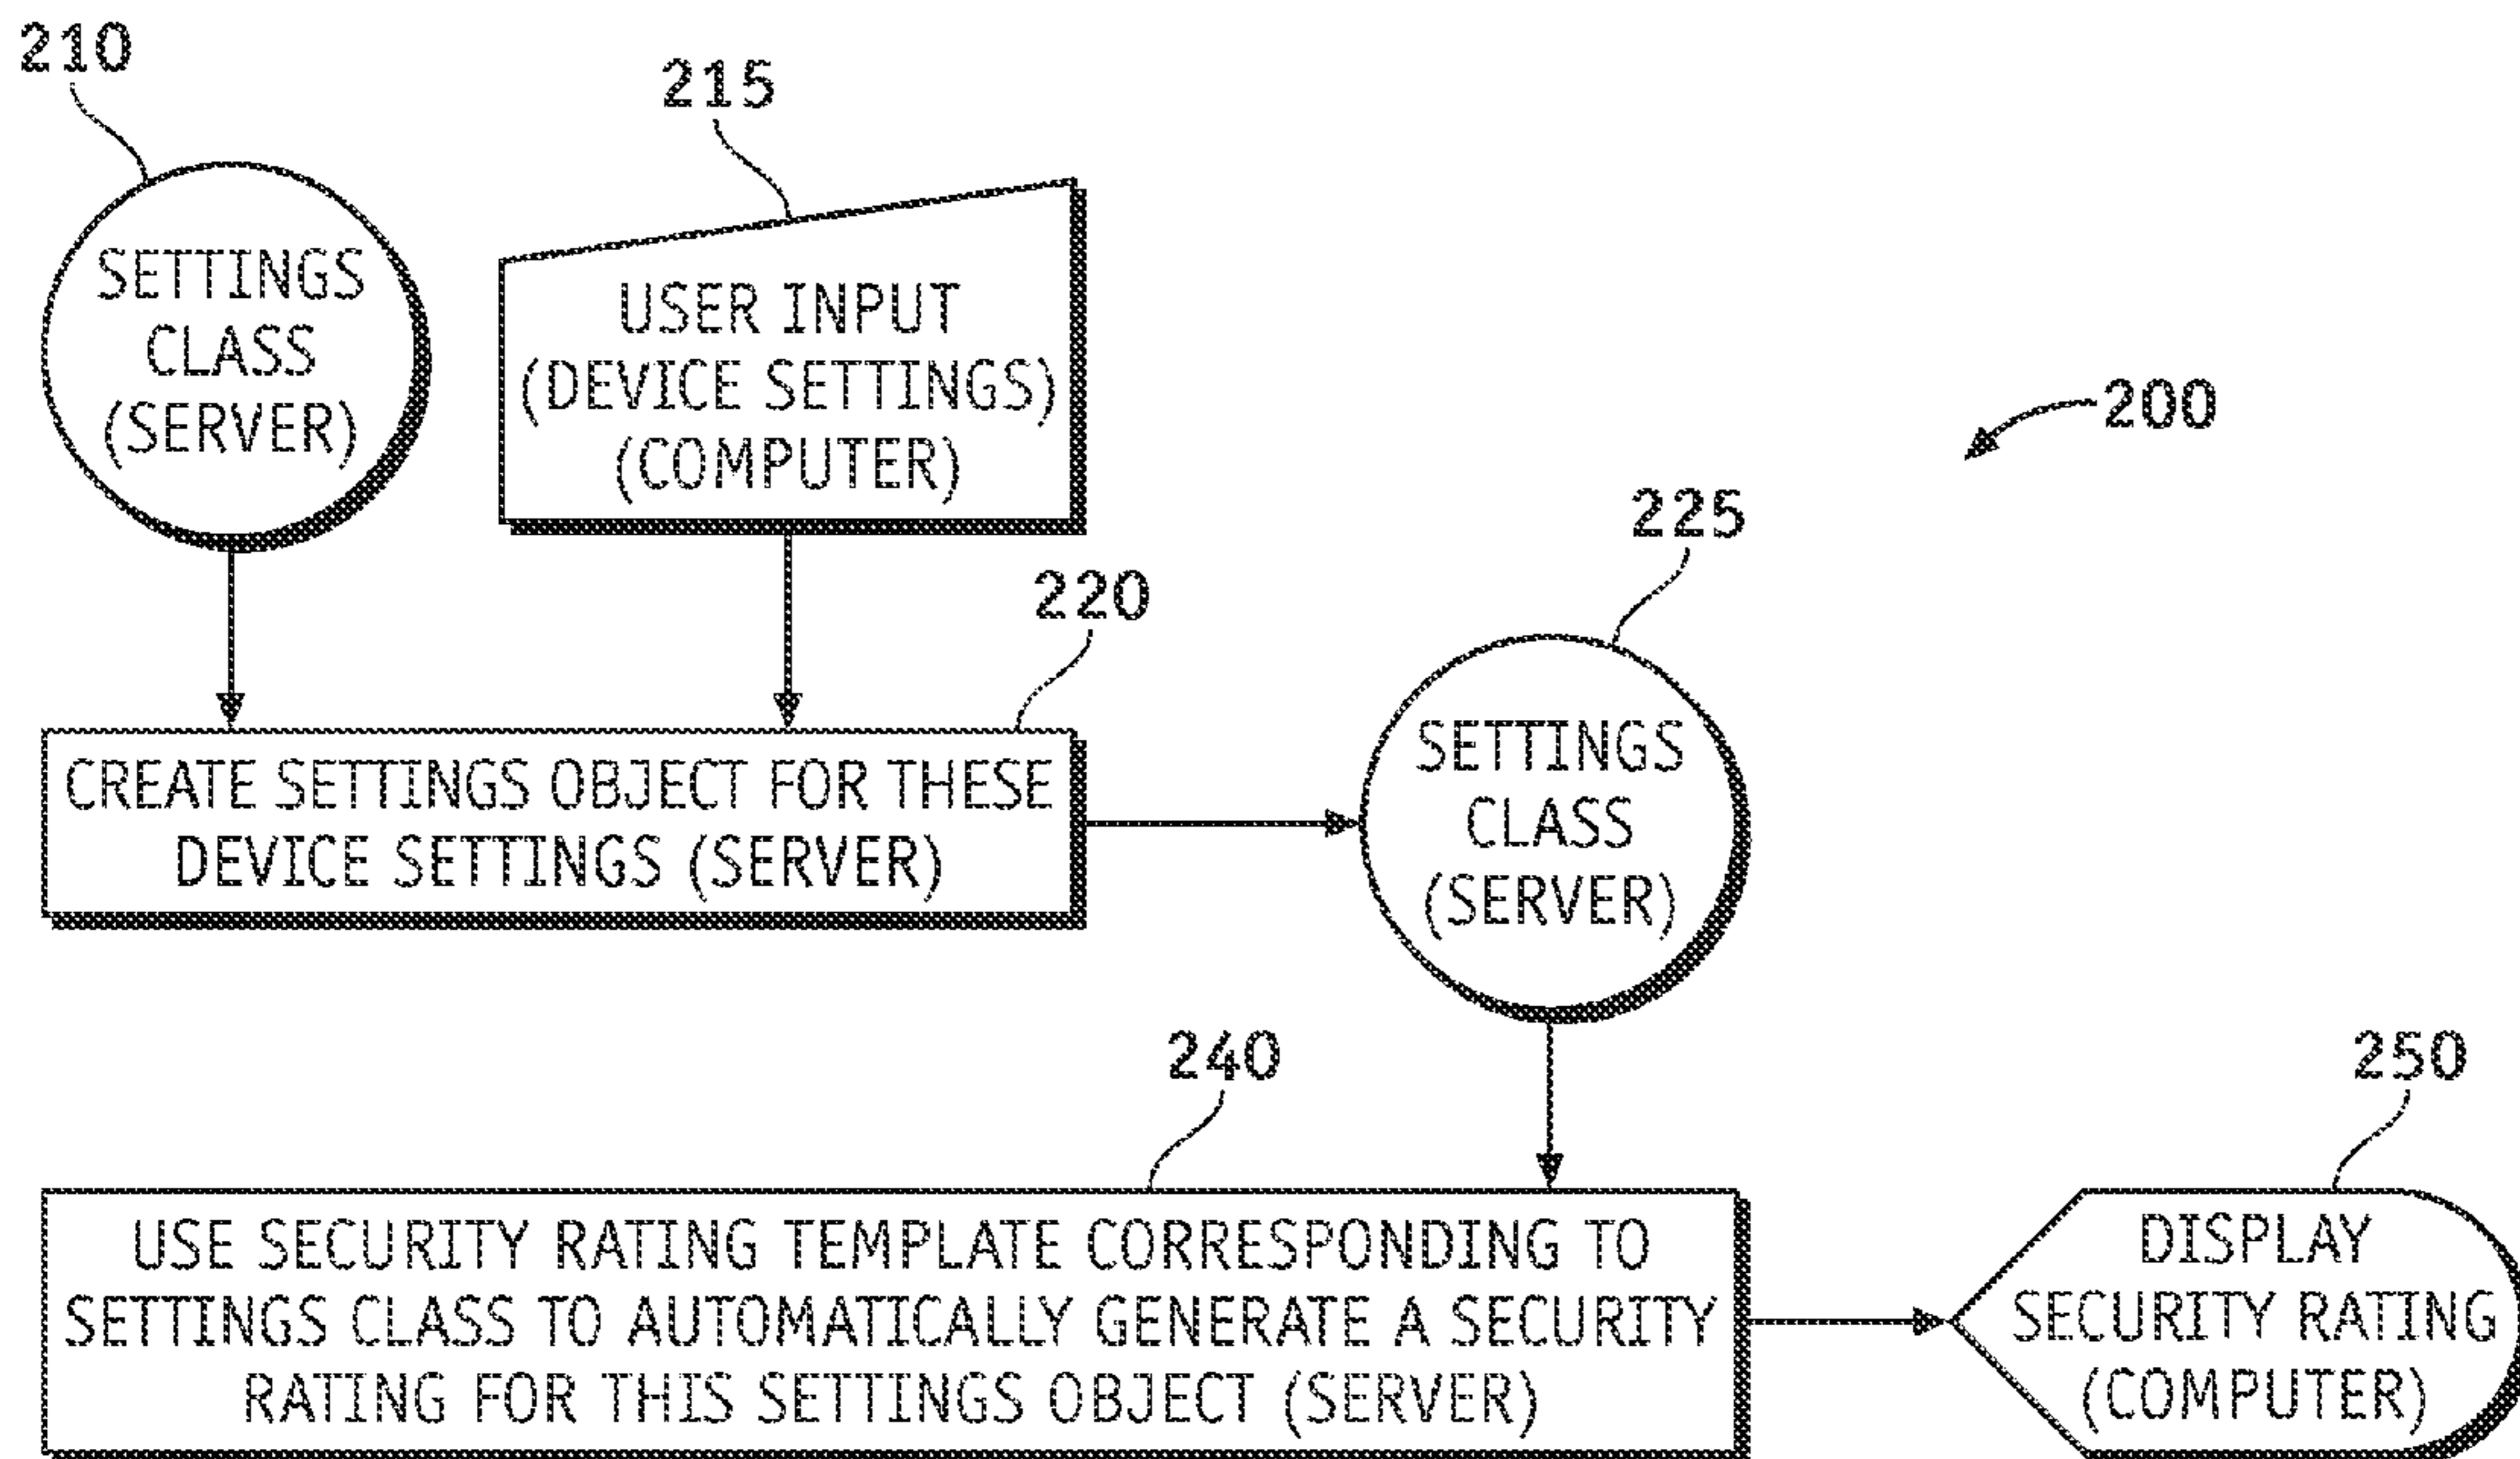 210
SETTINGS
CLASS
(SERVER)
215
USER INPUT
(DEVICE SETTINGS)
(COMPUTER)
200
220
CREATE SETTINGS OBJECT FOR THESE
DEVICE SETTINGS (SERVER)
225
SETTINGS
CLASS
(SERVER)
240
USE SECURITY RATING TEMPLATE CORRESPONDING TO
SETTINGS CLASS TO AUTOMATICALLY GENERATE A SECURITY
RATING FOR THIS SETTINGS OBJECT (SERVER)
250
DISPLAY
SECURITY RATING
(COMPUTER)